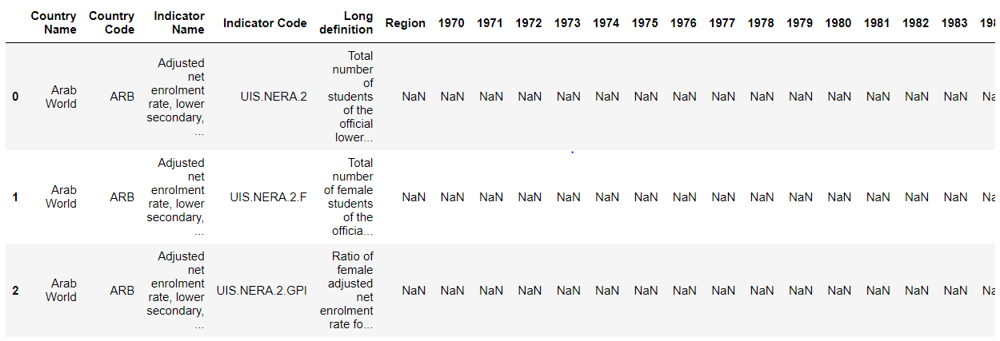 Country Name Country Code Indicator Name Indicator Code Long definition Region 1970 1971 1972 1973 1974 1975 1976 1977 1978 1979 1980 1981 1982 1983
0 Arab World ARB Adjusted net enrolment rate, lower secondary, ... UIS.NERA.2 Total number of students of the official lower... NaN NaN NaN NaN NaN NaN NaN NaN NaN NaN NaN NaN NaN NaN NaN
1 Arab World ARB Adjusted net enrolment rate, lower secondary, ... UIS.NERA.2.F Total number of female students of the officia... NaN NaN NaN NaN NaN NaN NaN NaN NaN NaN NaN NaN NaN NaN NaN
2 Arab World ARB Adjusted net enrolment rate, lower secondary, ... UIS.NERA.2.GPI Ratio of female adjusted net enrolment rate fo... NaN NaN NaN NaN NaN NaN NaN NaN NaN NaN NaN NaN NaN NaN NaN